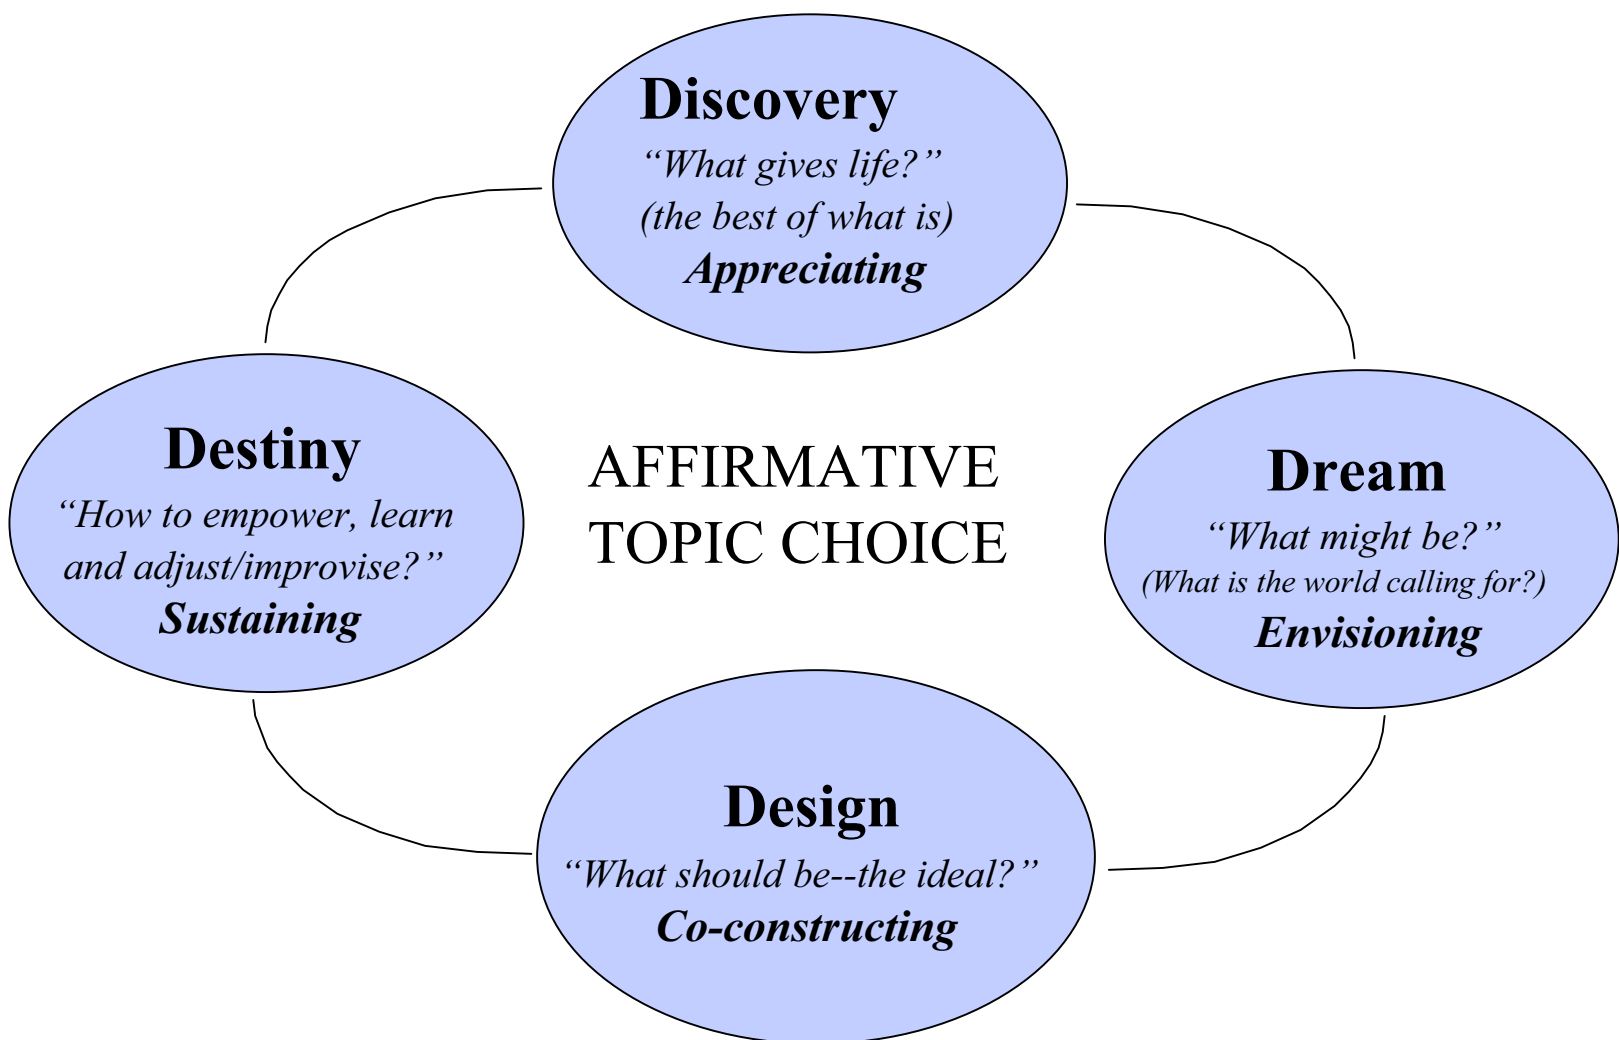 Discovery
“What gives life?”
(the best of what is)
Appreciating
Destiny
“How to empower, learn
and adjust/improvise?”
Sustaining
AFFIRMATIVE
TOPIC CHOICE
Dream
“What might be?”
(What is the world calling for?)
Envisioning
Design
“What should be--the ideal?”
Co-constructing